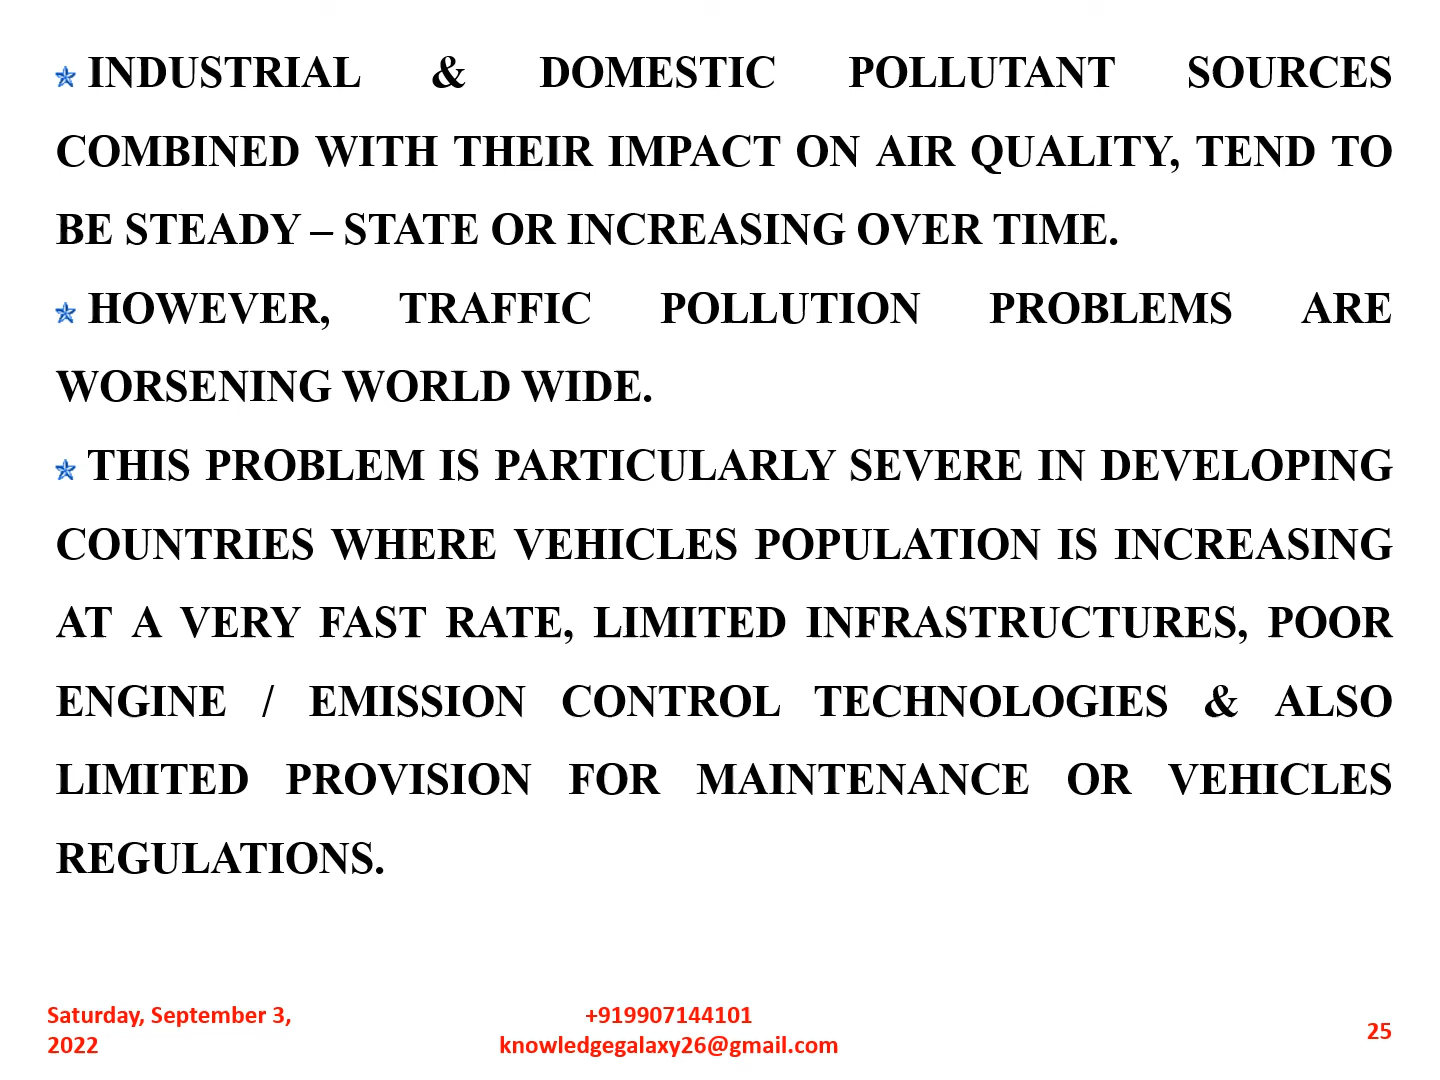 INDUSTRIAL & DOMESTIC POLLUTANT SOURCES
COMBINED WITH THEIR IMPACT ON AIR QUALITY, TEND TO
BE STEADY – STATE OR INCREASING OVER TIME.
HOWEVER, TRAFFIC POLLUTION PROBLEMS ARE
WORSENING WORLD WIDE.
THIS PROBLEM IS PARTICULARLY SEVERE IN DEVELOPING
COUNTRIES WHERE VEHICLES POPULATION IS INCREASING
AT A VERY FAST RATE, LIMITED INFRASTRUCTURES, POOR
ENGINE / EMISSION CONTROL TECHNOLOGIES & ALSO
LIMITED PROVISION FOR MAINTENANCE OR VEHICLES
REGULATIONS.
Saturday, September 3,
2022
+919907144101
knowledgegalaxy26@gmail.com
25